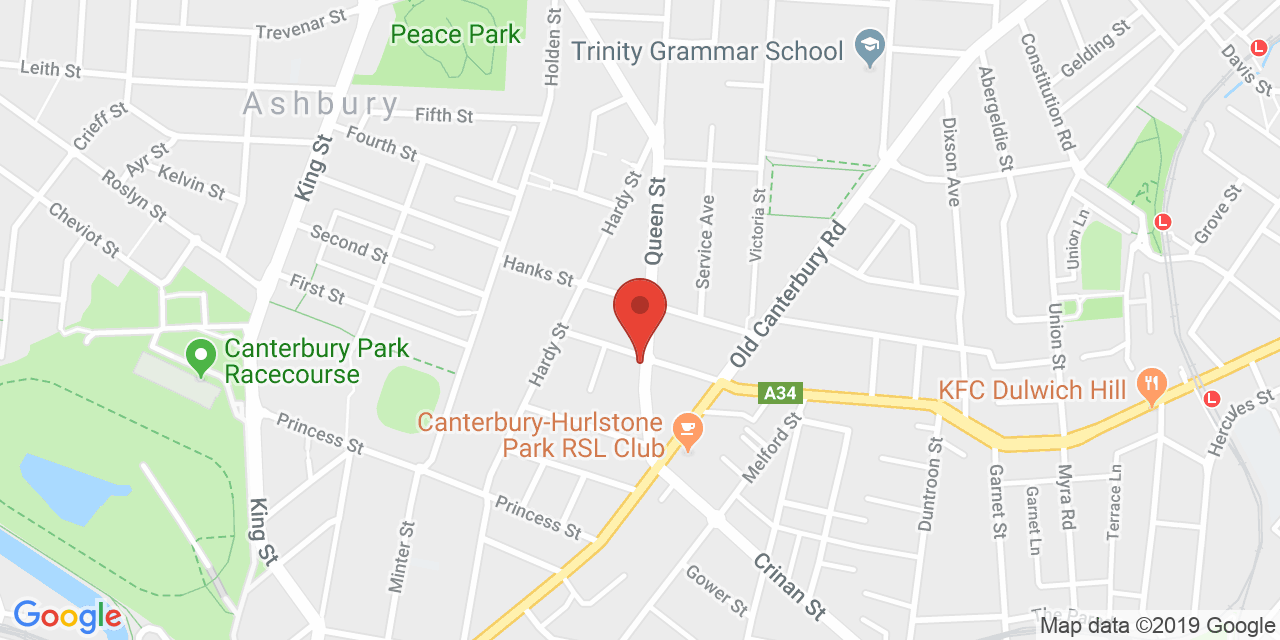 Trevenar St
Peace Park
Holden St
Trinity Grammar School
Constitution Rd
Gelding St
Davis St
Leith St
Ashbury
Fifth St
Abergeldie St
Dixson Ave
Crieff St
Ayr St
Kelvin St
Roslyn St
King St
Fourth St
Hardy St
Queen St
Service Ave
Victoria St
Union Ln
Grove St
Cheviot St
Second St
Hanks St
First St
Old Canterbury Rd
Union St
Hardy St
Canterbury Park
Racecourse
A34
KFC Dulwich Hill
Princess St
Canterbury-Hurlstone
Park RSL Club
Melford St
Duntroon St
Garnet St
Garnet Ln
Myra Rd
Terrace Ln
King St
Minter St
Princess St
Crinan St
Gower St
Google
Map data ©2019 Google